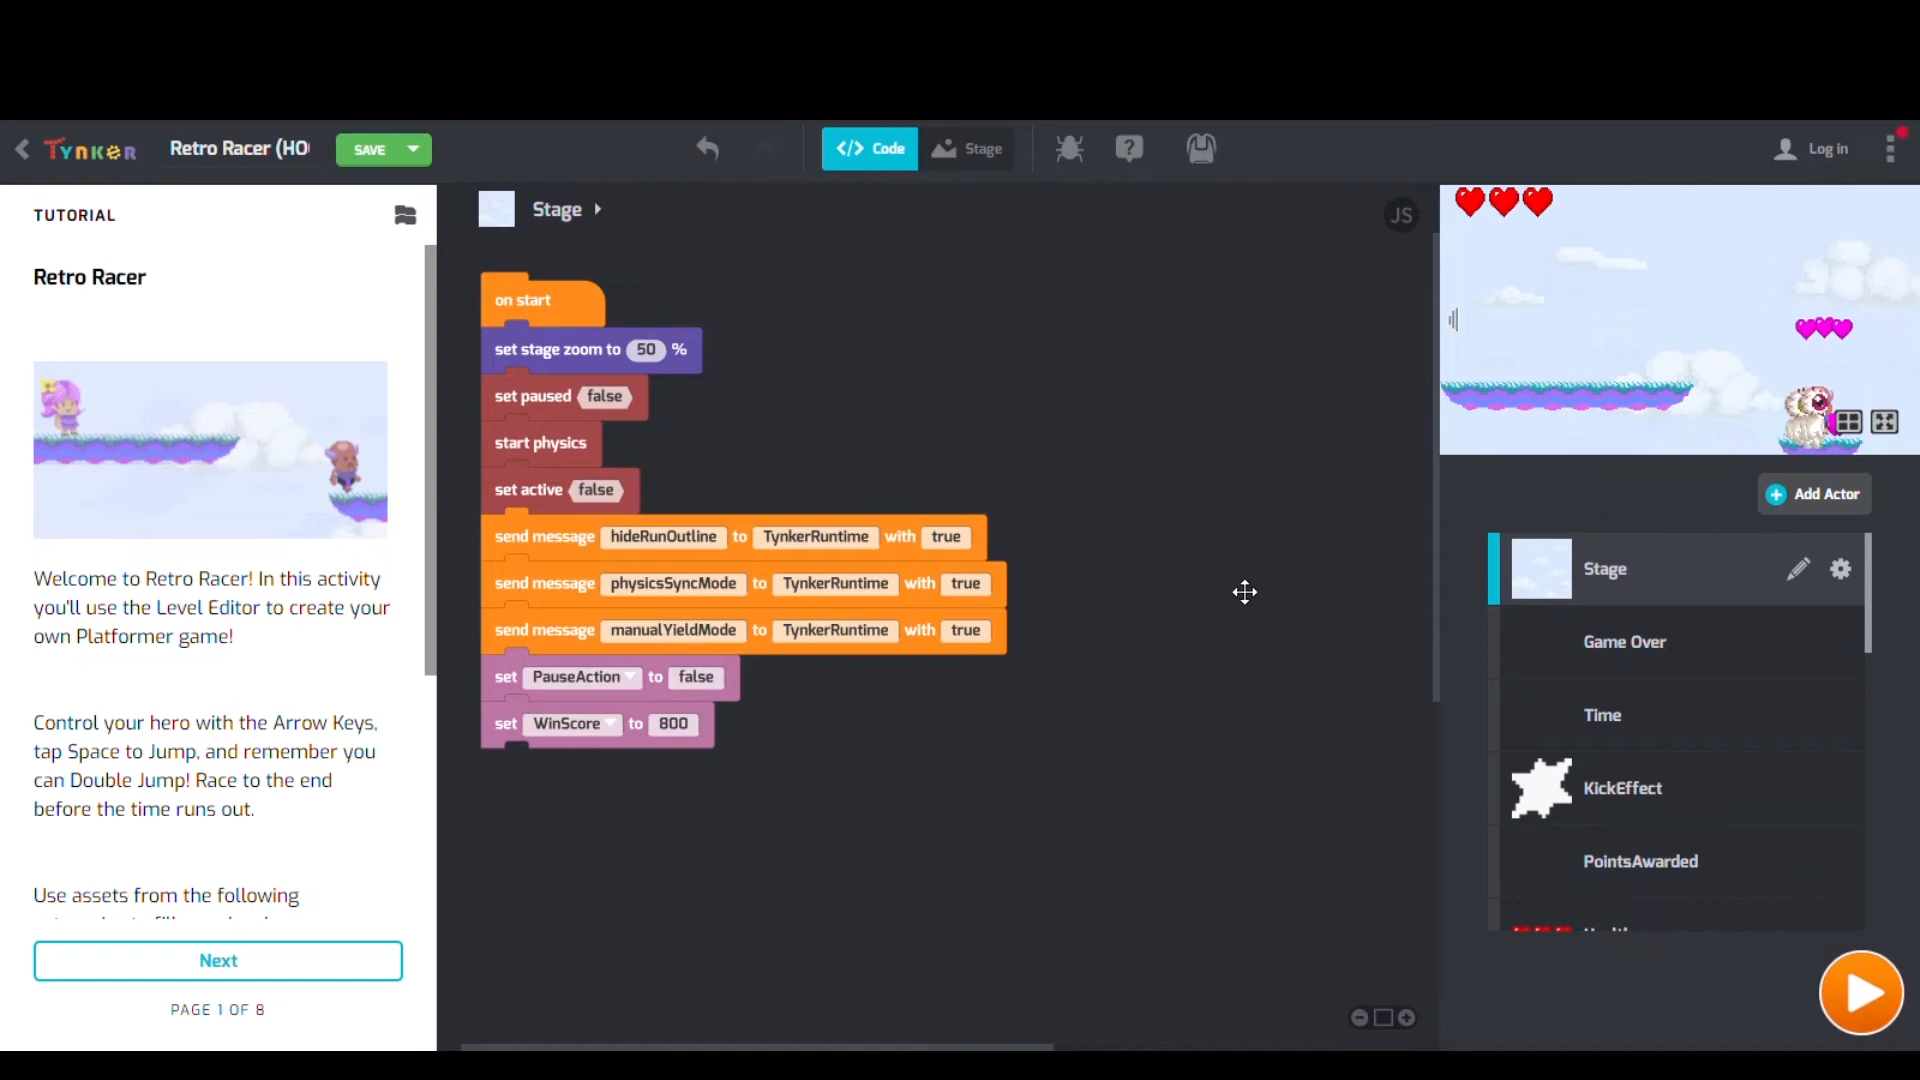 TYNKER
Retro Racer (HO
SAVE
Code
Stage
Log in
TUTORIAL
Retro Racer
Welcome to Retro Racer! In this activity
you'll use the Level Editor to create your
own Platformer game!
Control your hero with the Arrow Keys,
tap Space to Jump, and remember you
can Double Jump! Race to the end
before the time runs out.
Use assets from the following
Next
PAGE 1 OF 8
Stage
JS
on start
set stage zoom to 50 %
set paused false
start physics
set active false
send message hideRunOutline to TynkerRuntime with true
send message physicsSyncMode to TynkerRuntime with true
send message manualYieldMode to TynkerRuntime with true
set PauseAction to false
set WinScore to 800
Add Actor
Stage
Game Over
Time
KickEffect
PointsAwarded